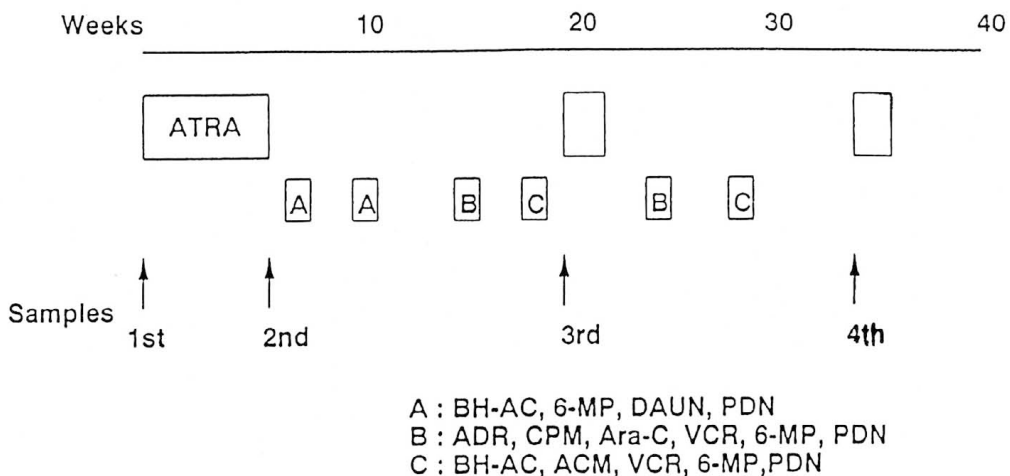 Weeks 10 20 30 40
ATRA
A A B C B C
Samples
1st 2nd 3rd 4th
A : BH-AC, 6-MP, DAUN, PDN
B : ADR, CPM, Ara-C, VCR, 6-MP, PDN
C : BH-AC, ACM, VCR, 6-MP,PDN